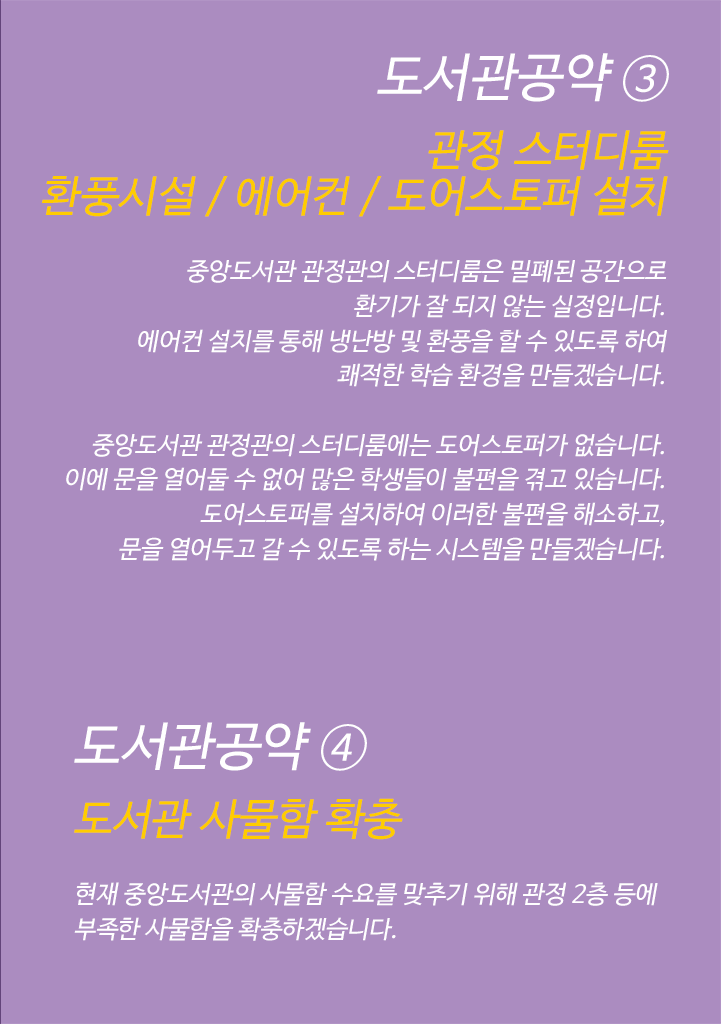 도서관공약 ③
관정 스터디룸
환풍시설 / 에어컨 / 도어스토퍼 설치
중앙도서관 관정관의 스터디룸은 밀폐된 공간으로
환기가 잘 되지 않는 실정입니다.
에어컨 설치를 통해 냉난방 및 환풍을 할 수 있도록 하여
쾌적한 학습 환경을 만들겠습니다.
중앙도서관 관정관의 스터디룸에는 도어스토퍼가 없습니다.
이에 문을 열어둘 수 없어 많은 학생들이 불편을 겪고 있습니다.
도어스토퍼를 설치하여 이러한 불편을 해소하고,
문을 열어두고 갈 수 있도록 하는 시스템을 만들겠습니다.
도서관공약 ④
도서관 사물함 확충
현재 중앙도서관의 사물함 수요를 맞추기 위해 관정 2층 등에
부족한 사물함을 확충하겠습니다.